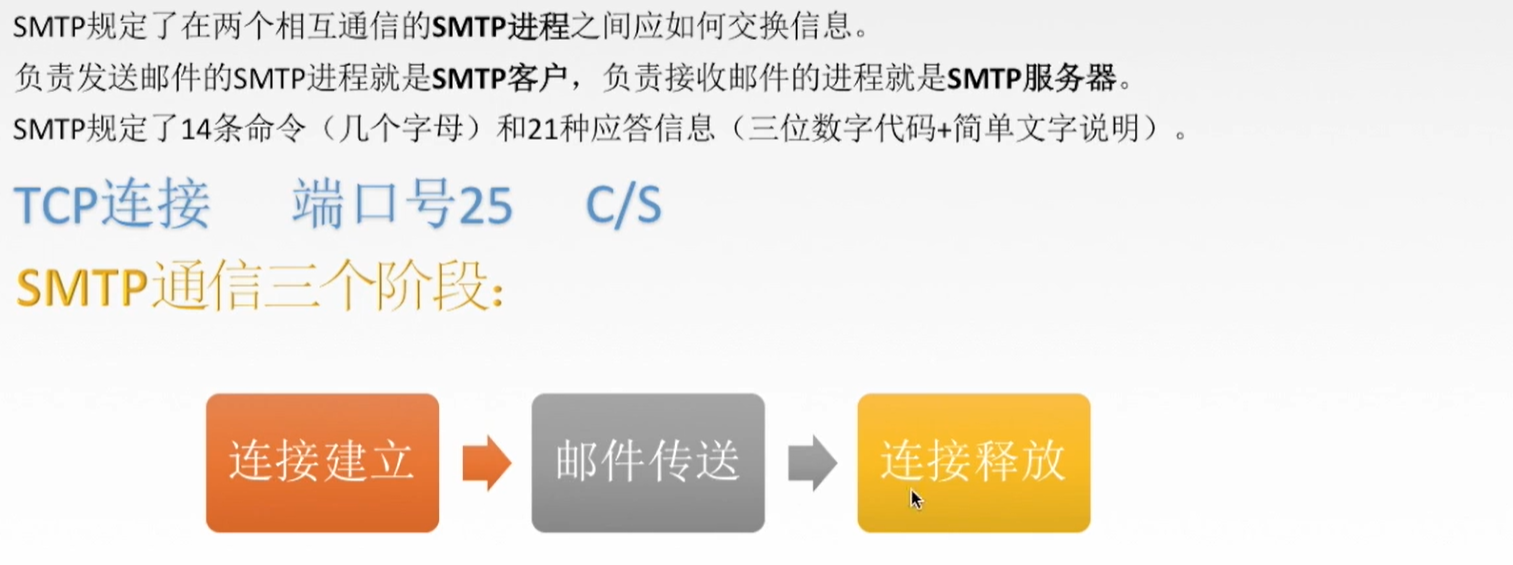 SMTP规定了在两个相互通信的SMTP进程之间应如何交换信息。
负责发送邮件的SMTP进程就是SMTP客户，负责接收邮件的进程就是SMTP服务器。
SMTP规定了14条命令（几个字母）和21种应答信息（三位数字代码+简单文字说明）。
TCP连接 端口号25 C/S
SMTP通信三个阶段:
连接建立 邮件传送 连接释放